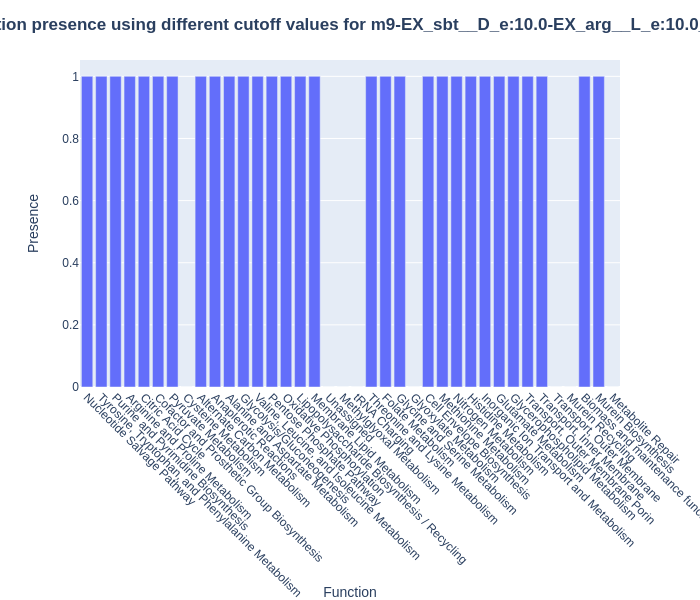 tion presence using different cutoff values for m9-EX_sbt__D_e:10.0-EX_arg__L_e:10.0
Presence
1
0.8
0.6
0.4
0.2
0
Nucleotide Salvage Pathway
Tyrosine, Tryptophan, and Phenylalanine Metabolism
Purine and Pyrimidine Biosynthesis
Arginine and Proline Metabolism
Citric Acid Cycle
Cofactor and Prosthetic Group Biosynthesis
Pyruvate Metabolism
Cysteine Metabolism
Alternate Carbon Metabolism
Anaplerotic Reactions
Alanine and Aspartate Metabolism
Glycolysis/Gluconeogenesis
Valine, Leucine, and Isoleucine Metabolism
Pentose Phosphate Pathway
Oxidative Phosphorylation
Lipopolysaccharide Biosynthesis / Recycling
Membrane Lipid Metabolism
Unassigned
tRNA Charging
Methylglyoxal Metabolism
Threonine and Lysine Metabolism
Folate Metabolism
Glycine and Serine Metabolism
Glyoxylate Metabolism
Cell Envelope Biosynthesis
Methionine Metabolism
Nitrogen Metabolism
Histidine Metabolism
Inorganic Ion Transport and Metabolism
Glutamate Metabolism
Glycerophospholipid Metabolism
Transport, Outer Membrane Porin
Transport,
Transport, Outer Membrane
Murein Recycling
Biomass and maintenance func
Murein Biosynthesis
Metabolite Repair
Function